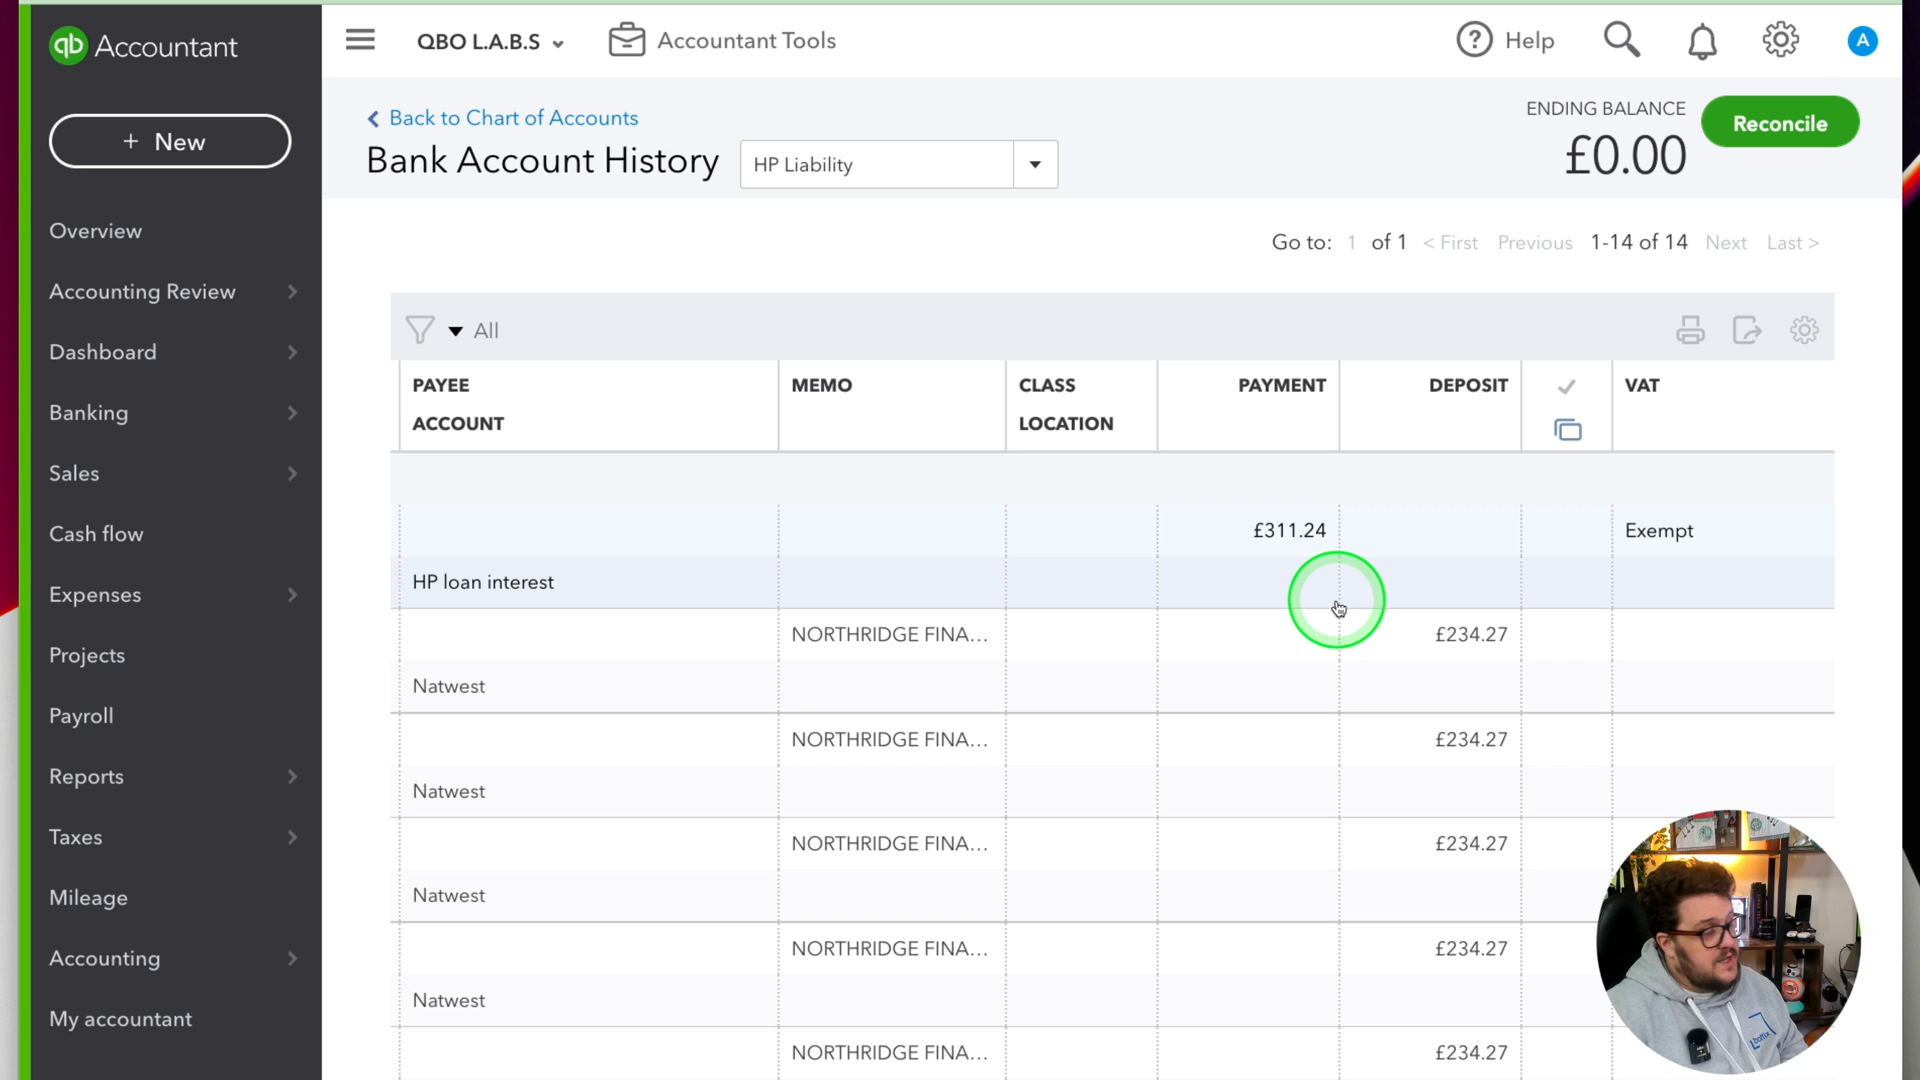 qb Accountant
+ New
Overview
Accounting Review
Dashboard
Banking
Sales
Cash flow
Expenses
Projects
Payroll
Reports
Taxes
Mileage
Accounting
My accountant
QBO L.A.B.S
Accountant Tools
? Help
A
Back to Chart of Accounts
Bank Account History
HP Liability
ENDING BALANCE
£0.00
Reconcile
Go to: 1 of 1 < First Previous 1-14 of 14 Next Last >
All
PAYEE MEMO CLASS PAYMENT DEPOSIT VAT
ACCOUNT LOCATION
£311.24 Exempt
HP loan interest
NORTHRIDGE FINA... £234.27
Natwest
NORTHRIDGE FINA... £234.27
Natwest
NORTHRIDGE FINA... £234.27
Natwest
NORTHRIDGE FINA... £234.27
Natwest
NORTHRIDGE FINA... £234.27